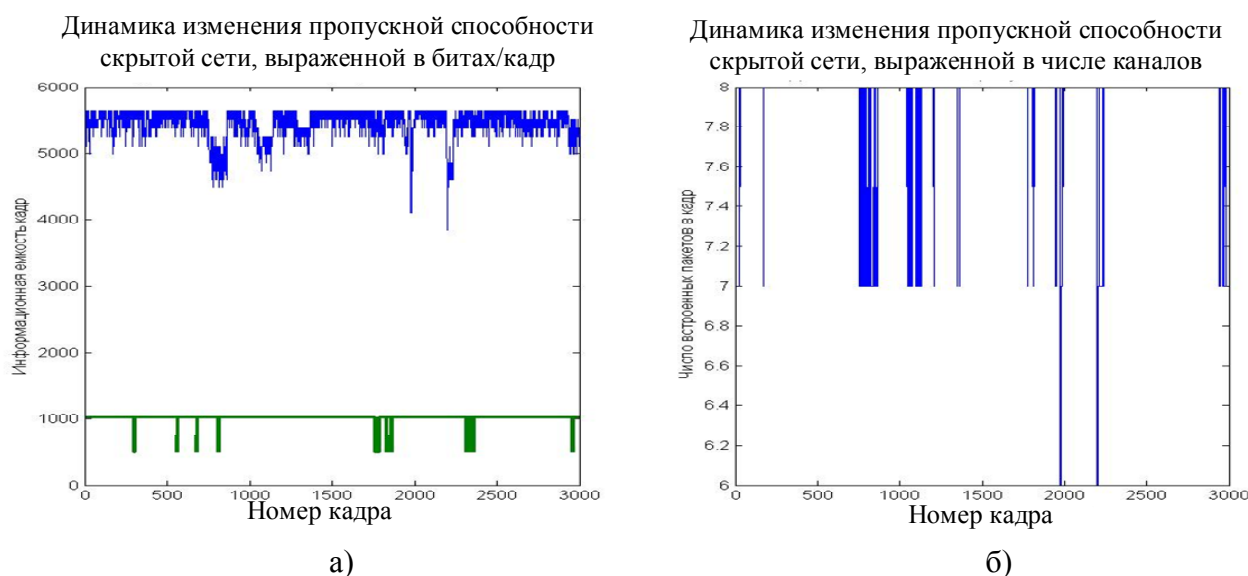 Динамика изменения пропускной способности
скрытой сети, выраженной в битах/кадр
6000
5000
4000
3000
2000
1000
0
Информационная емкость/кадр
0 500 1000 1500 2000 2500 3000
Номер кадра
а)
Динамика изменения пропускной способности
скрытой сети, выраженной в числе каналов
8
7.8
7.6
7.4
7.2
7
6.8
6.6
6.4
6.2
6
Число встроенных пакетов в кадр
0 500 1000 1500 2000 2500 3000
Номер кадра
б)